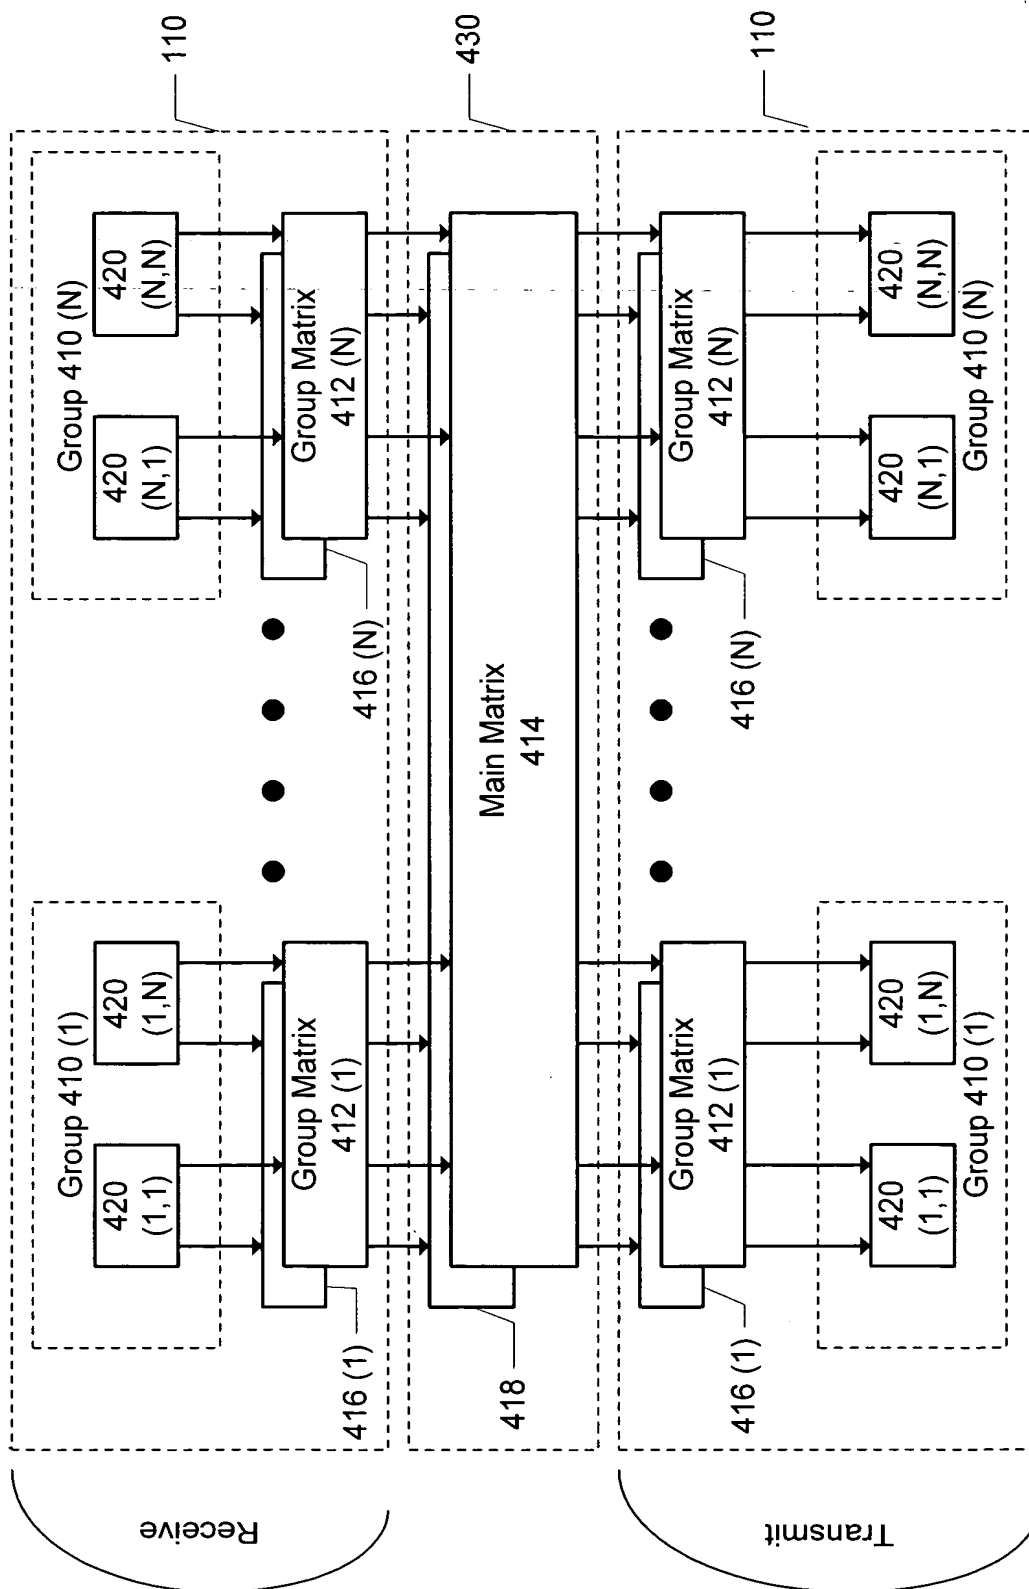 Receive
Group 410 (1)
420
(1,1)
420
(1,N)
Group 410 (N)
420
(N,1)
420
(N,N)
110
Group Matrix
412 (1)
416 (1)
Group Matrix
412 (N)
416 (N)
430
Main Matrix
414
418
Transmit
110
Group Matrix
412 (1)
416 (1)
Group Matrix
412 (N)
416 (N)
420
(1,1)
420
(1,N)
Group 410 (1)
420
(N,1)
420
(N,N)
Group 410 (N)